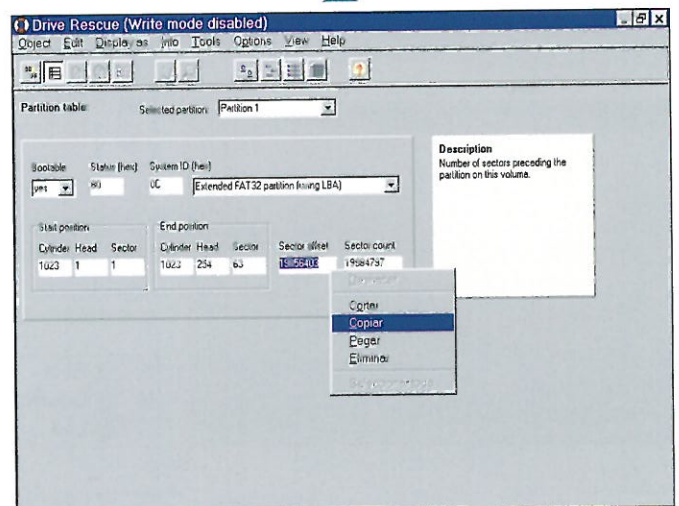 Drive Rescue (Write mode disabled)
Object Edit Display as Info Tools Options View Help
Partition table: Selected partition: Partition 1
Bootable Status (hex) System ID (hex)
yes 80 0C Extended FAT32 partition (using LBA)
Description
Number of sectors preceding the
partition on this volume.
Start position End position
Cylinder Head Sector Cylinder Head Sector Sector offset Sector count
1023 1 1 1023 254 63 19584797
Cortar
Copiar
Pegar
Eliminar